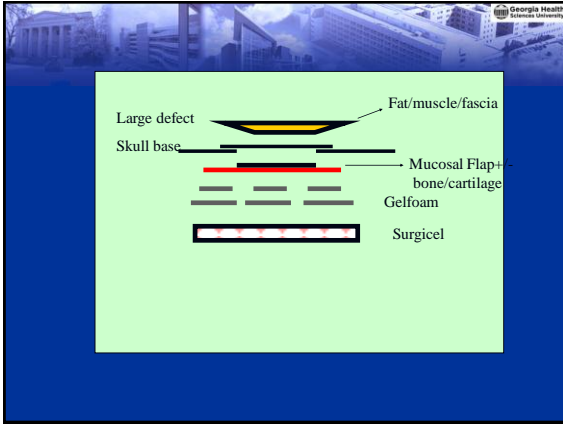 Georgia Health
Sciences University
Fat/muscle/fascia
Large defect
Skull base
Mucosal Flap+/-
bone/cartilage
Gelfoam
Surgicel